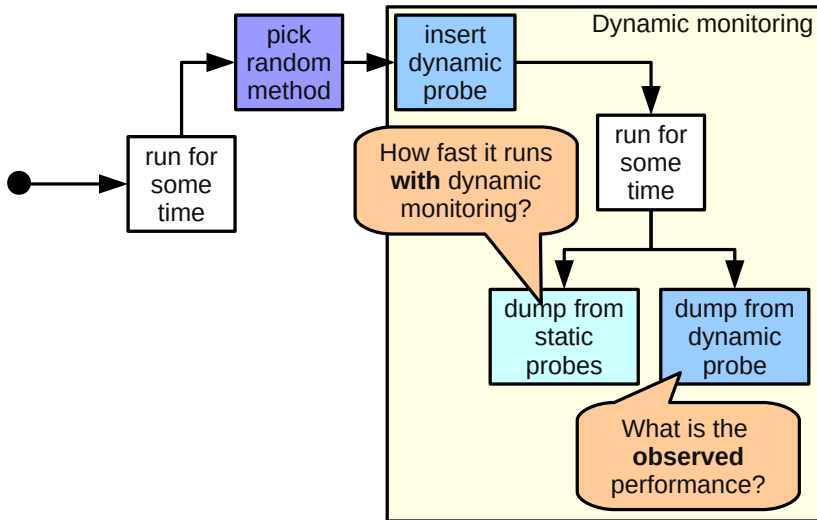 Dynamic monitoring
pick
random
method
insert
dynamic
probe
run for
some
time
run for
some
time
How fast it runs
with dynamic
monitoring?
dump from
static
probes
dump from
dynamic
probe
What is the
observed
performance?